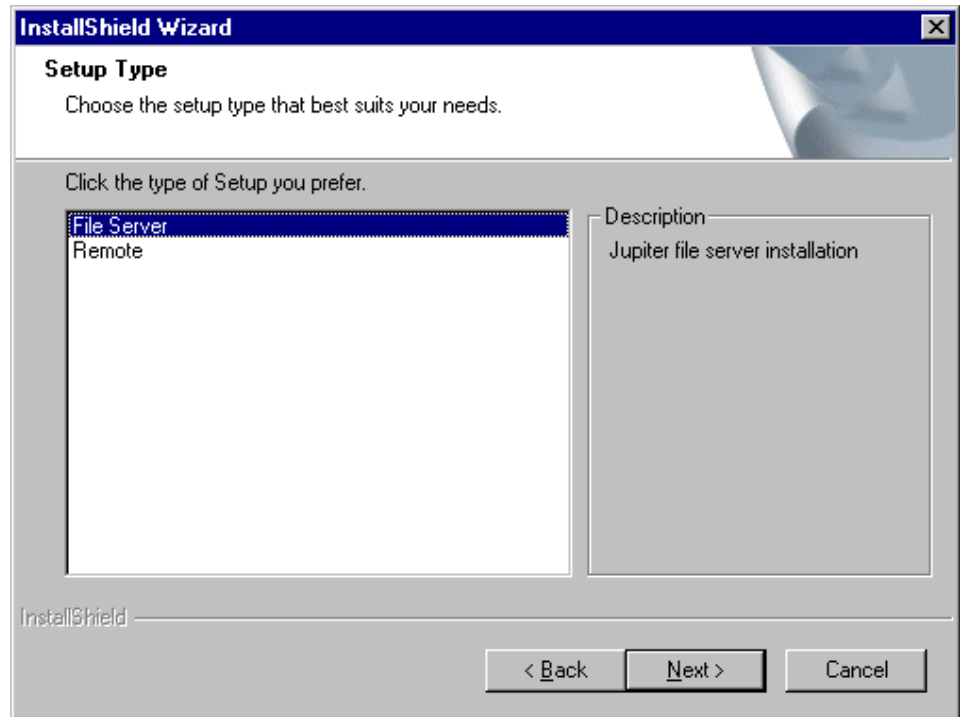 InstallShield Wizard
Setup Type
Choose the setup type that best suits your needs.
Click the type of Setup you prefer.
File Server
Remote
Description
Jupiter file server installation
InstallShield
< Back
Next >
Cancel